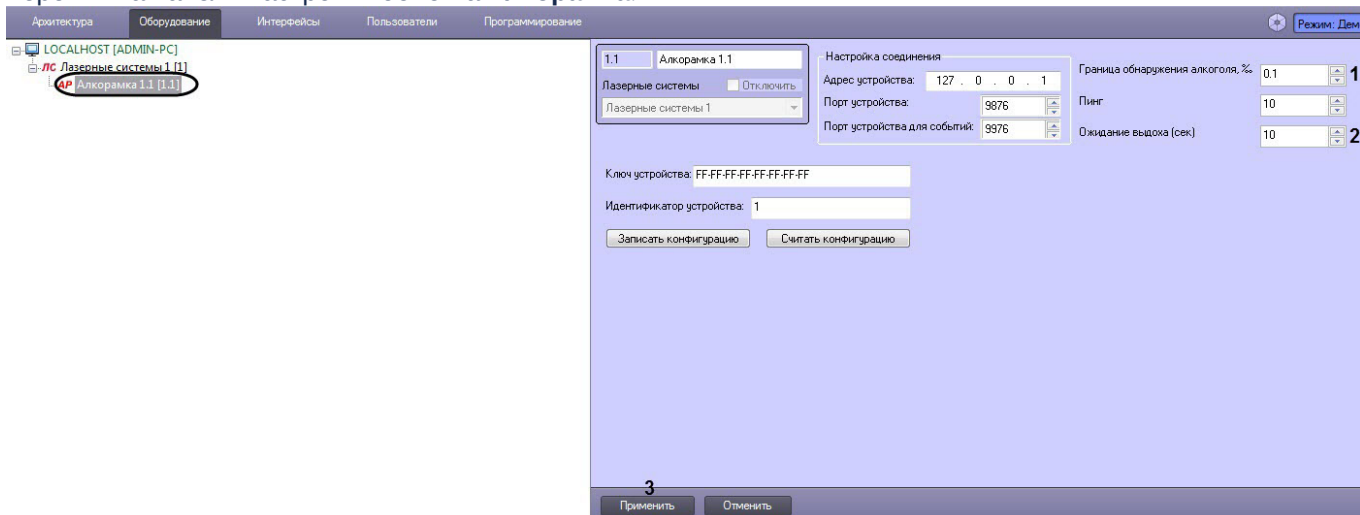 Архитектура Оборудование Интерфейсы Пользователи Программирование Режим: Дем
LOCALHOST [ADMIN-PC]
ЛС Лазерные системы 1 [1]
АР Алкорамка 1.1 [1.1]
1.1 Алкорамка 1.1
Лазерные системы Отключить
Лазерные системы 1
Настройка соединения
Адрес устройства: 127 . 0 . 0 . 1
Порт устройства: 9876
Порт устройства для событий: 9976
Граница обнаружения алкоголя, ‰ 0.1 1
Пинг 10
Ожидание выдоха (сек) 10 2
Ключ устройства: FF-FF-FF-FF-FF-FF-FF-FF
Идентификатор устройства: 1
Записать конфигурацию Считать конфигурацию
3
Применить Отменить